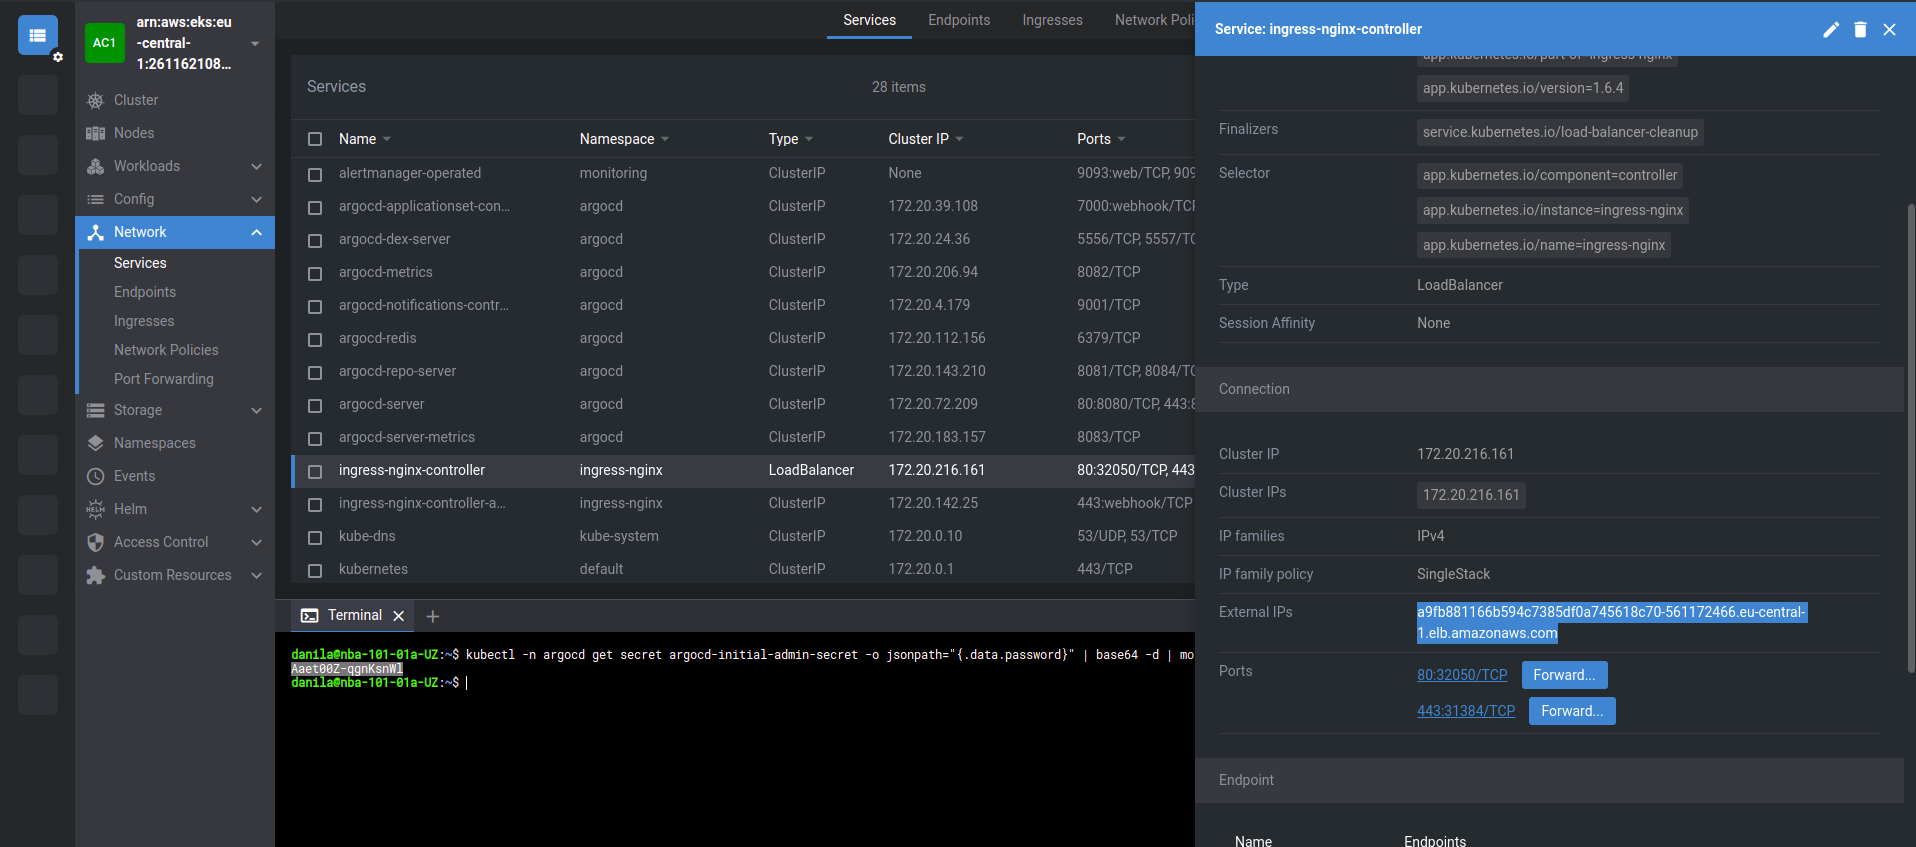 AC1
arn:aws:eks:eu
-central-
1:261162108...
Cluster
Nodes
Workloads
Config
Network
Services
Endpoints
Ingresses
Network Policies
Port Forwarding
Storage
Namespaces
Events
Helm
Access Control
Custom Resources
Services Endpoints Ingresses Network Poli
Services 28 items
Name Namespace Type Cluster IP Ports
alertmanager-operated monitoring ClusterIP None 9093:web/TCP, 909
argocd-applicationset-con... argocd ClusterIP 172.20.39.108 7000:webhook/TCP
argocd-dex-server argocd ClusterIP 172.20.24.36 5556/TCP, 5557/TC
argocd-metrics argocd ClusterIP 172.20.206.94 8082/TCP
argocd-notifications-contr... argocd ClusterIP 172.20.4.179 9001/TCP
argocd-redis argocd ClusterIP 172.20.112.156 6379/TCP
argocd-repo-server argocd ClusterIP 172.20.143.210 8081/TCP, 8084/TC
argocd-server argocd ClusterIP 172.20.72.209 80:8080/TCP, 443:8
argocd-server-metrics argocd ClusterIP 172.20.183.157 8083/TCP
ingress-nginx-controller ingress-nginx LoadBalancer 172.20.216.161 80:32050/TCP, 443
ingress-nginx-controller-a... ingress-nginx ClusterIP 172.20.142.25 443:webhook/TCP
kube-dns kube-system ClusterIP 172.20.0.10 53/UDP, 53/TCP
kubernetes default ClusterIP 172.20.0.1 443/TCP
Terminal
danila@nba-101-01a-UZ:~$ kubectl -n argocd get secret argocd-initial-admin-secret -o jsonpath="{.data.password}" | base64 -d | mo
Aaet00Z-qgnKsnWl
danila@nba-101-01a-UZ:~$
Service: ingress-nginx-controller
app.kubernetes.io/part-of=ingress-nginx
app.kubernetes.io/version=1.6.4
Finalizers service.kubernetes.io/load-balancer-cleanup
Selector app.kubernetes.io/component=controller
app.kubernetes.io/instance=ingress-nginx
app.kubernetes.io/name=ingress-nginx
Type LoadBalancer
Session Affinity None
Connection
Cluster IP 172.20.216.161
Cluster IPs 172.20.216.161
IP families IPv4
IP family policy SingleStack
External IPs a9fb881166b594c7385df0a745618c70-561172466.eu-central-
1.elb.amazonaws.com
Ports 80:32050/TCP Forward...
443:31384/TCP Forward...
Endpoint
Name Endpoints